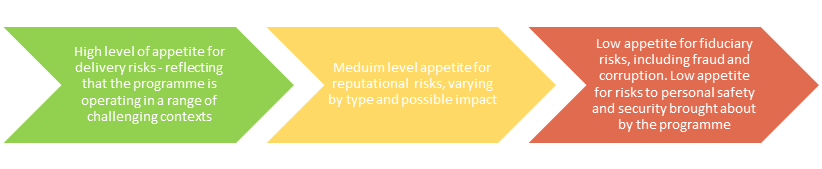 High level of appetite for
delivery risks - reflecting
that the programme is
operating in a range of
challenging contexts
Meduim level appetite for
reputational risks, varying
by type and possible impact
Low appetite for fiduciary
risks, including fraud and
corruption. Low appetite
for risks to personal safety
and security brought about
by the programme